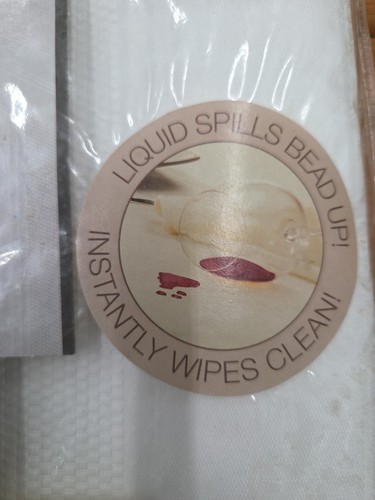 LIQUID SPILLS BEAD UP!
INSTANTLY WIPES CLEAN!